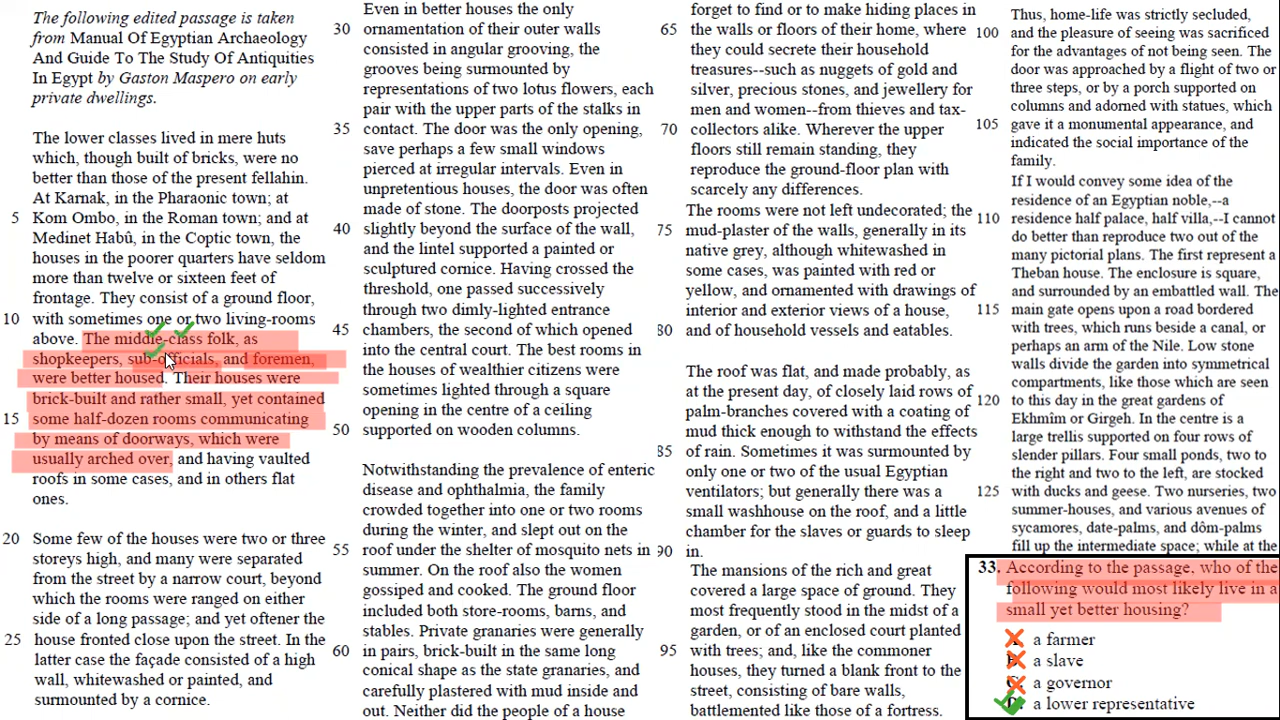 The following edited passage is taken
from Manual Of Egyptian Archaeology
And Guide To The Study Of Antiquities
In Egypt by Gaston Maspero on early
private dwellings.
The lower classes lived in mere huts
which, though built of bricks, were no
better than those of the present fellahin.
At Karnak, in the Pharaonic town; at
5 Kom Ombo, in the Roman town; and at
Medinet Habû, in the Coptic town, the
houses in the poorer quarters have seldom
more than twelve or sixteen feet of
frontage. They consist of a ground floor,
10 with sometimes one or two living-rooms
above. The middle-class folk, as
shopkeepers, sub-officials, and foremen,
were better housed. Their houses were
brick-built and rather small, yet contained
15 some half-dozen rooms communicating
by means of doorways, which were
usually arched over, and having vaulted
roofs in some cases, and in others flat
ones.
20 Some few of the houses were two or three
storeys high, and many were separated
from the street by a narrow court, beyond
which the rooms were ranged on either
side of a long passage; and yet oftener the
25 house fronted close upon the street. In the
latter case the façade consisted of a high
wall, whitewashed or painted, and
surmounted by a cornice.
Even in better houses the only
30 ornamentation of their outer walls
consisted in angular grooving, the
grooves being surmounted by
representations of two lotus flowers, each
pair with the upper parts of the stalks in
35 contact. The door was the only opening,
save perhaps a few small windows
pierced at irregular intervals. Even in
unpretentious houses, the door was often
made of stone. The doorposts projected
40 slightly beyond the surface of the wall,
and the lintel supported a painted or
sculptured cornice. Having crossed the
threshold, one passed successively
through two dimly-lighted entrance
45 chambers, the second of which opened
into the central court. The best rooms in
the houses of wealthier citizens were
sometimes lighted through a square
opening in the centre of a ceiling
50 supported on wooden columns.
Notwithstanding the prevalence of enteric
disease and ophthalmia, the family
crowded together into one or two rooms
during the winter, and slept out on the
55 roof under the shelter of mosquito nets in
summer. On the roof also the women
gossiped and cooked. The ground floor
included both store-rooms, barns, and
stables. Private granaries were generally
60 in pairs, brick-built in the same long
conical shape as the state granaries, and
carefully plastered with mud inside and
out. Neither did the people of a house
forget to find or to make hiding places in
65 the walls or floors of their home, where
they could secrete their household
treasures--such as nuggets of gold and
silver, precious stones, and jewellery for
men and women--from thieves and tax-
70 collectors alike. Wherever the upper
floors still remain standing, they
reproduce the ground-floor plan with
scarcely any differences.
The rooms were not left undecorated; the
75 mud-plaster of the walls, generally in its
native grey, although whitewashed in
some cases, was painted with red or
yellow, and ornamented with drawings of
interior and exterior views of a house,
80 and of household vessels and eatables.
The roof was flat, and made probably, as
at the present day, of closely laid rows of
palm-branches covered with a coating of
mud thick enough to withstand the effects
85 of rain. Sometimes it was surmounted by
only one or two of the usual Egyptian
ventilators; but generally there was a
small washhouse on the roof, and a little
chamber for the slaves or guards to sleep
90 in.
The mansions of the rich and great
covered a large space of ground. They
most frequently stood in the midst of a
garden, or of an enclosed court planted
95 with trees; and, like the commoner
houses, they turned a blank front to the
street, consisting of bare walls,
battlemented like those of a fortress.
Thus, home-life was strictly secluded,
100 and the pleasure of seeing was sacrificed
for the advantages of not being seen. The
door was approached by a flight of two or
three steps, or by a porch supported on
columns and adorned with statues, which
105 gave it a monumental appearance, and
indicated the social importance of the
family.
If I would convey some idea of the
residence of an Egyptian noble,--a
110 residence half palace, half villa,--I cannot
do better than reproduce two out of the
many pictorial plans. The first represent a
Theban house. The enclosure is square,
and surrounded by an embattled wall. The
115 main gate opens upon a road bordered
with trees, which runs beside a canal, or
perhaps an arm of the Nile. Low stone
walls divide the garden into symmetrical
compartments, like those which are seen
120 to this day in the great gardens of
Ekhmîm or Girgeh. In the centre is a
large trellis supported on four rows of
slender pillars. Four small ponds, two to
the right and two to the left, are stocked
125 with ducks and geese. Two nurseries, two
summer-houses, and various avenues of
sycamores, date-palms, and dôm-palms
fill up the intermediate space; while at the
33. According to the passage, who of the
following would most likely live in a
small yet better housing?
a farmer
a slave
a governor
a lower representative